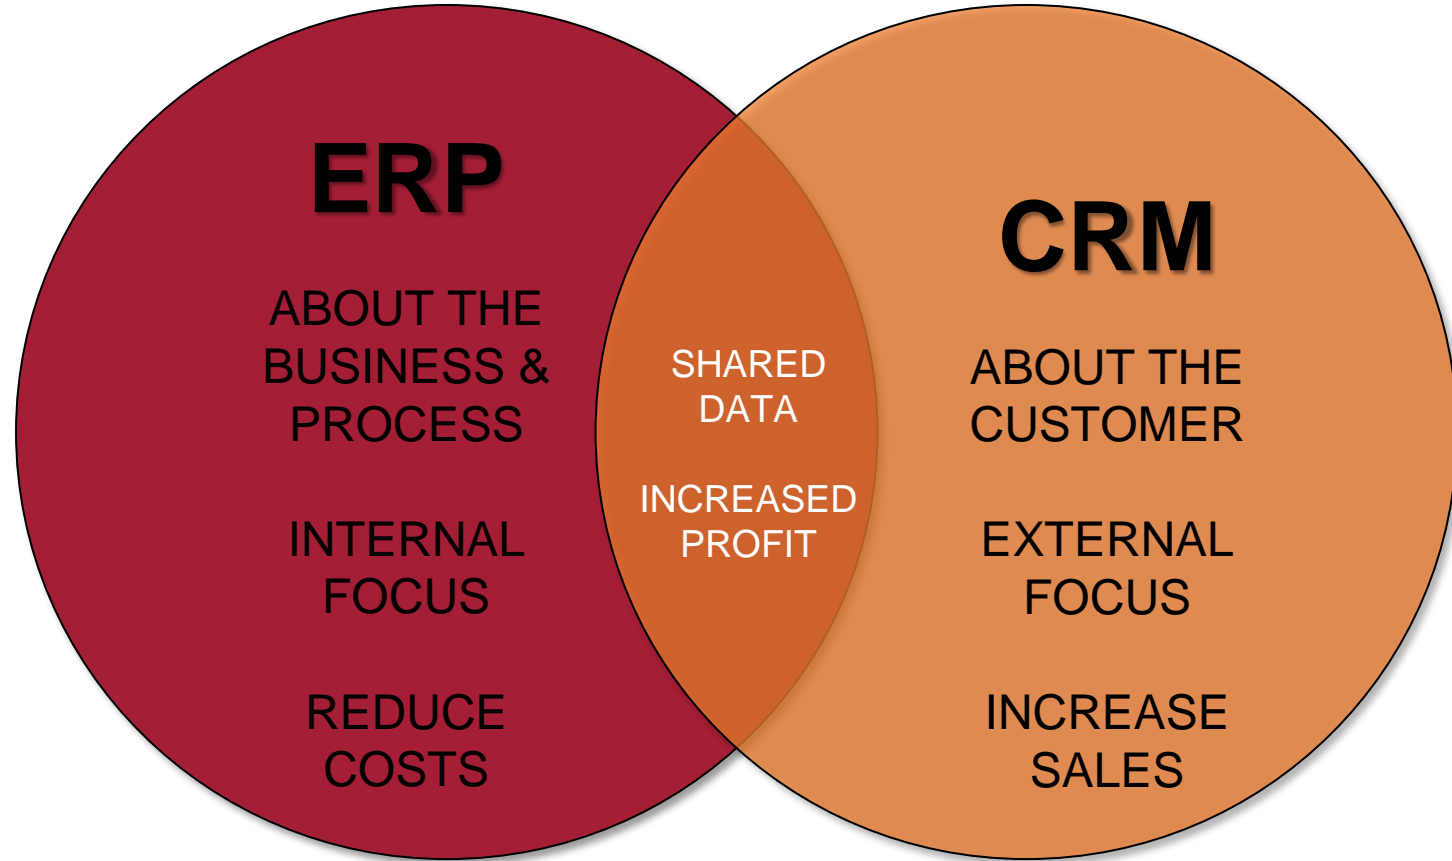 ERP
ABOUT THE
BUSINESS &
PROCESS
INTERNAL
FOCUS
REDUCE
COSTS
SHARED
DATA
INCREASED
PROFIT
CRM
ABOUT THE
CUSTOMER
EXTERNAL
FOCUS
INCREASE
SALES